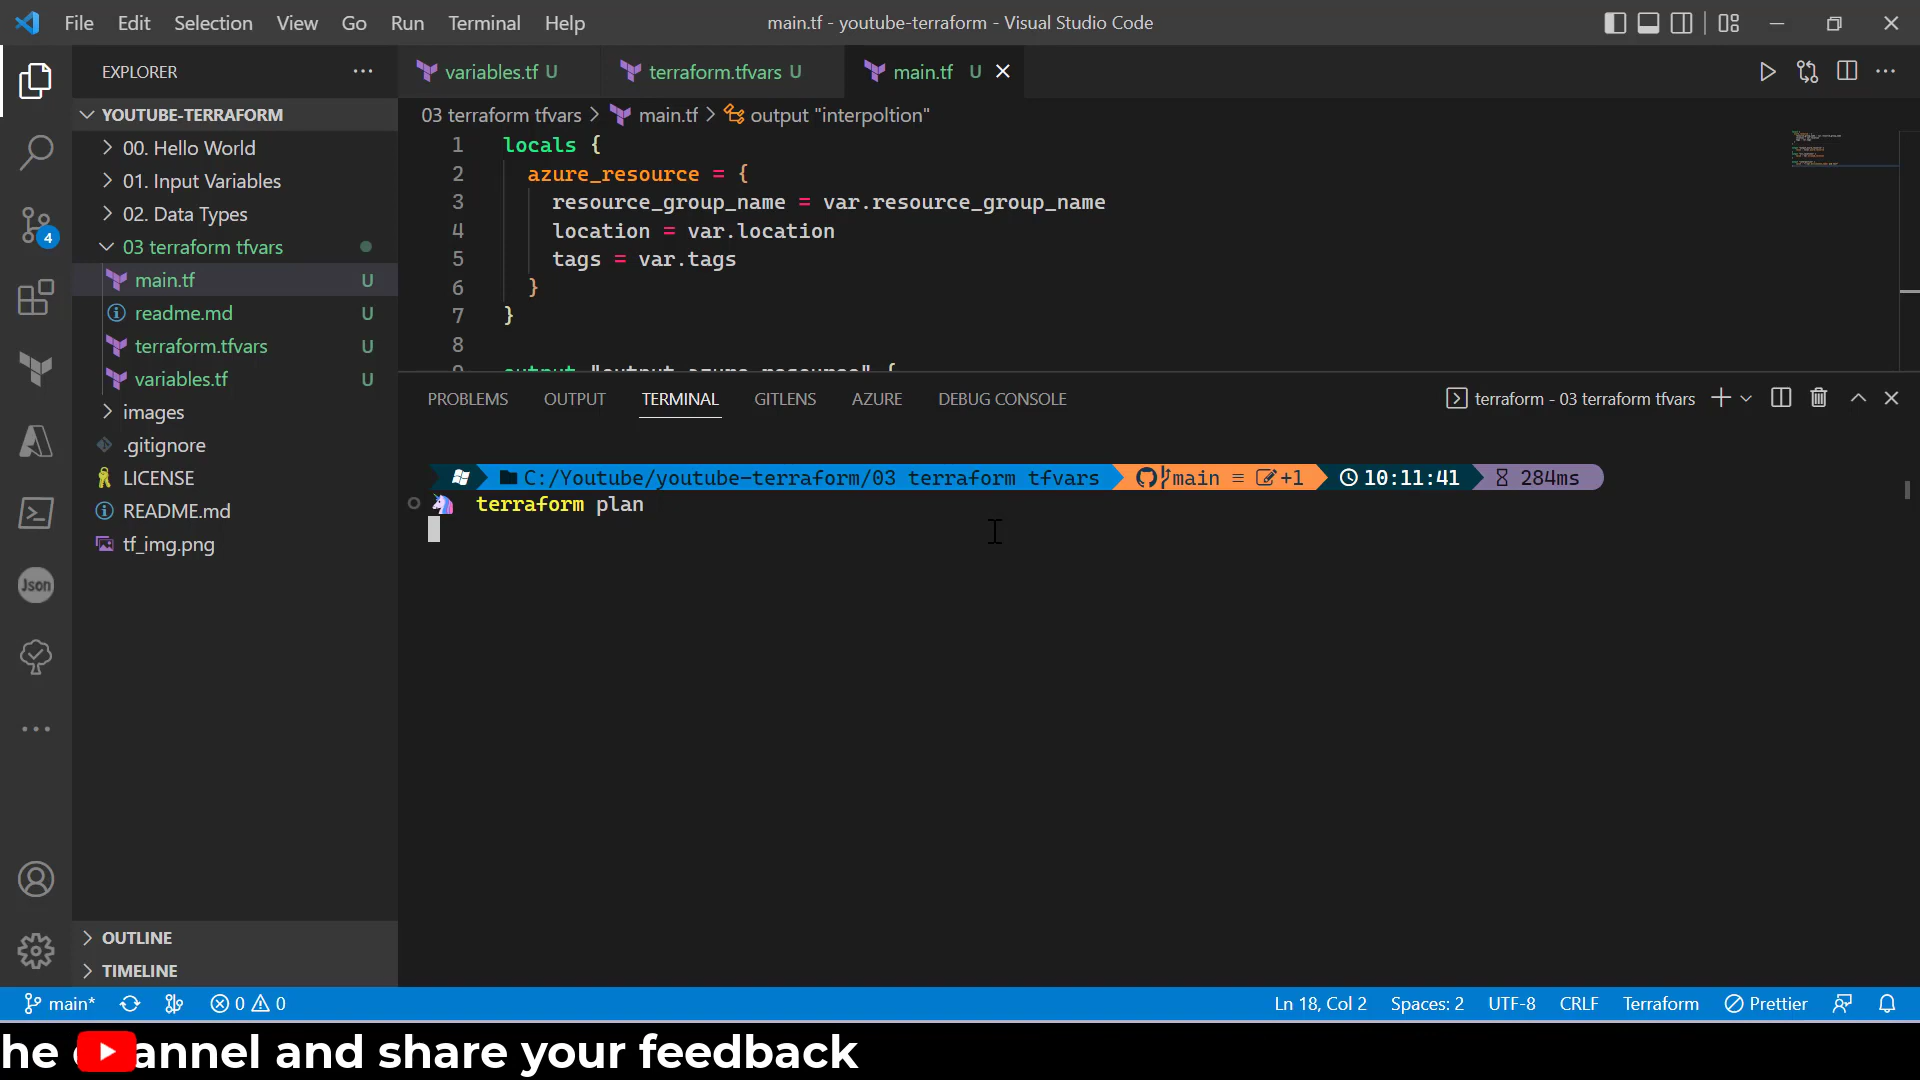 File Edit Selection View Go Run Terminal Help
main.tf - youtube-terraform - Visual Studio Code
EXPLORER
variables.tf U
terraform.tfvars U
main.tf U
YOUTUBE-TERRAFORM
00. Hello World
01. Input Variables
02. Data Types
03 terraform tfvars
main.tf U
readme.md U
terraform.tfvars U
variables.tf U
images
.gitignore
LICENSE
README.md
tf_img.png
4
Json
OUTLINE
TIMELINE
03 terraform tfvars > main.tf > output "interpoltion"
1 locals {
2 azure_resource = {
3 resource_group_name = var.resource_group_name
4 location = var.location
5 tags = var.tags
6 }
7 }
8
9 output "output_azure_resource" {
PROBLEMS OUTPUT TERMINAL GITLENS AZURE DEBUG CONSOLE
terraform - 03 terraform tfvars
C:/Youtube/youtube-terraform/03 terraform tfvars main ≡ +1 10:11:41 284ms
terraform plan
main* 0 0
Ln 18, Col 2 Spaces: 2 UTF-8 CRLF Terraform Prettier
he annel and share your feedback